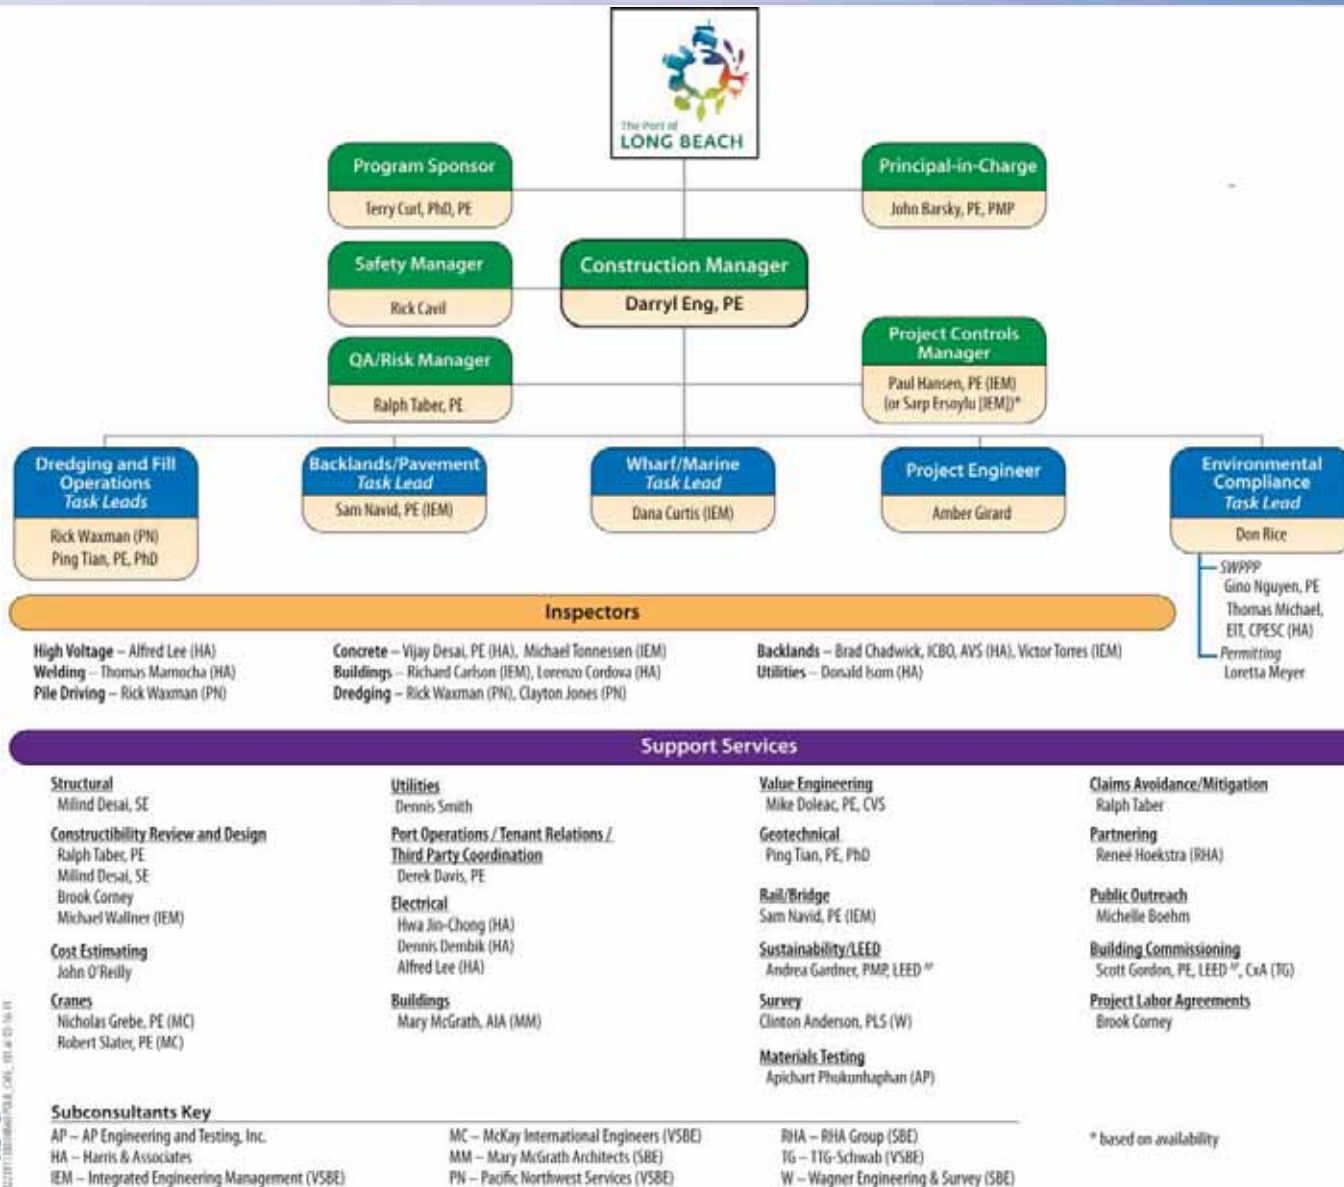 The Port of
LONG BEACH
Program Sponsor
Terry Curl, PhD, PE
Principal-in-Charge
John Barsky, PE, PMP
Safety Manager
Rick Cavil
Construction Manager
Darryl Eng, PE
QA/Risk Manager
Ralph Taber, PE
Project Controls
Manager
Paul Hansen, PE (IEM)
(or Sarp Ersoylu [IEM])*
Dredging and Fill
Operations
Task Leads
Rick Waxman (PN)
Ping Tian, PE, PhD
Backlands/Pavement
Task Lead
Sam Navid, PE (IEM)
Wharf/Marine
Task Lead
Dana Curtis (IEM)
Project Engineer
Amber Girard
Environmental
Compliance
Task Lead
Don Rice
SWPPP
Gino Nguyen, PE
Thomas Michael,
EIT, CPESC (HA)
Permitting
Loretta Meyer
Inspectors
High Voltage – Alfred Lee (HA)
Welding – Thomas Marnocha (HA)
Pile Driving – Rick Waxman (PN)
Concrete – Vijay Desai, PE (HA), Michael Tonnessen (IEM)
Buildings – Richard Carlson (IEM), Lorenzo Cordova (HA)
Dredging – Rick Waxman (PN), Clayton Jones (PN)
Backlands – Brad Chadwick, ICBO, AVS (HA), Victor Torres (IEM)
Utilities – Donald Isom (HA)
Support Services
Structural
Milind Desai, SE
Constructibility Review and Design
Ralph Taber, PE
Milind Desai, SE
Brook Corney
Michael Wallner (IEM)
Cost Estimating
John O'Reilly
Cranes
Nicholas Grebe, PE (MC)
Robert Slater, PE (MC)
Utilities
Dennis Smith
Port Operations / Tenant Relations /
Third Party Coordination
Derek Davis, PE
Electrical
Hwa Jin-Chong (HA)
Dennis Dembik (HA)
Alfred Lee (HA)
Buildings
Mary McGrath, AIA (MM)
Value Engineering
Mike Doleac, PE, CVS
Geotechnical
Ping Tian, PE, PhD
Rail/Bridge
Sam Navid, PE (IEM)
Sustainability/LEED
Andrea Gardner, PMP, LEED AP
Survey
Clinton Anderson, PLS (W)
Materials Testing
Apichart Phukunhaphan (AP)
Claims Avoidance/Mitigation
Ralph Taber
Partnering
Reneé Hoekstra (RHA)
Public Outreach
Michelle Boehm
Building Commissioning
Scott Gordon, PE, LEED AP, CxA (TG)
Project Labor Agreements
Brook Corney
Subconsultants Key
AP – AP Engineering and Testing, Inc.
HA – Harris & Associates
IEM – Integrated Engineering Management (VSBE)
MC – McKay International Engineers (VSBE)
MM – Mary McGrath Architects (SBE)
PN – Pacific Northwest Services (VSBE)
RHA – RHA Group (SBE)
TG – TTG-Schwab (VSBE)
W – Wagner Engineering & Survey (SBE)
* based on availability